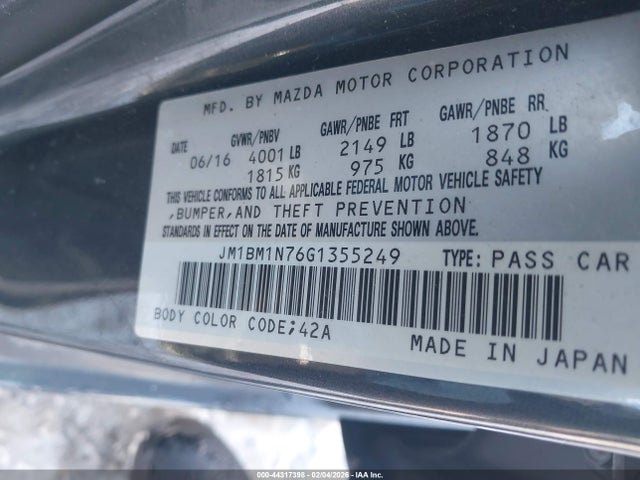 MFD. BY MAZDA MOTOR CORPORATION
DATE GVWR/PNBV GAWR/PNBE FRT GAWR/PNBE RR
06/16 4001 LB 2149 LB 1870 LB
1815 KG 975 KG 848 KG
THIS VEHICLE CONFORMS TO ALL APPLICABLE FEDERAL MOTOR VEHICLE SAFETY
,BUMPER,AND THEFT PREVENTION
STANDARDS IN EFFECT ON THE DATE OF MANUFACTURE SHOWN ABOVE.
JM1BM1N76G1355249 TYPE: PASS CAR
BODY COLOR CODE;42A MADE IN JAPAN
000-44317398 - 02/04/2026 - IAA Inc.